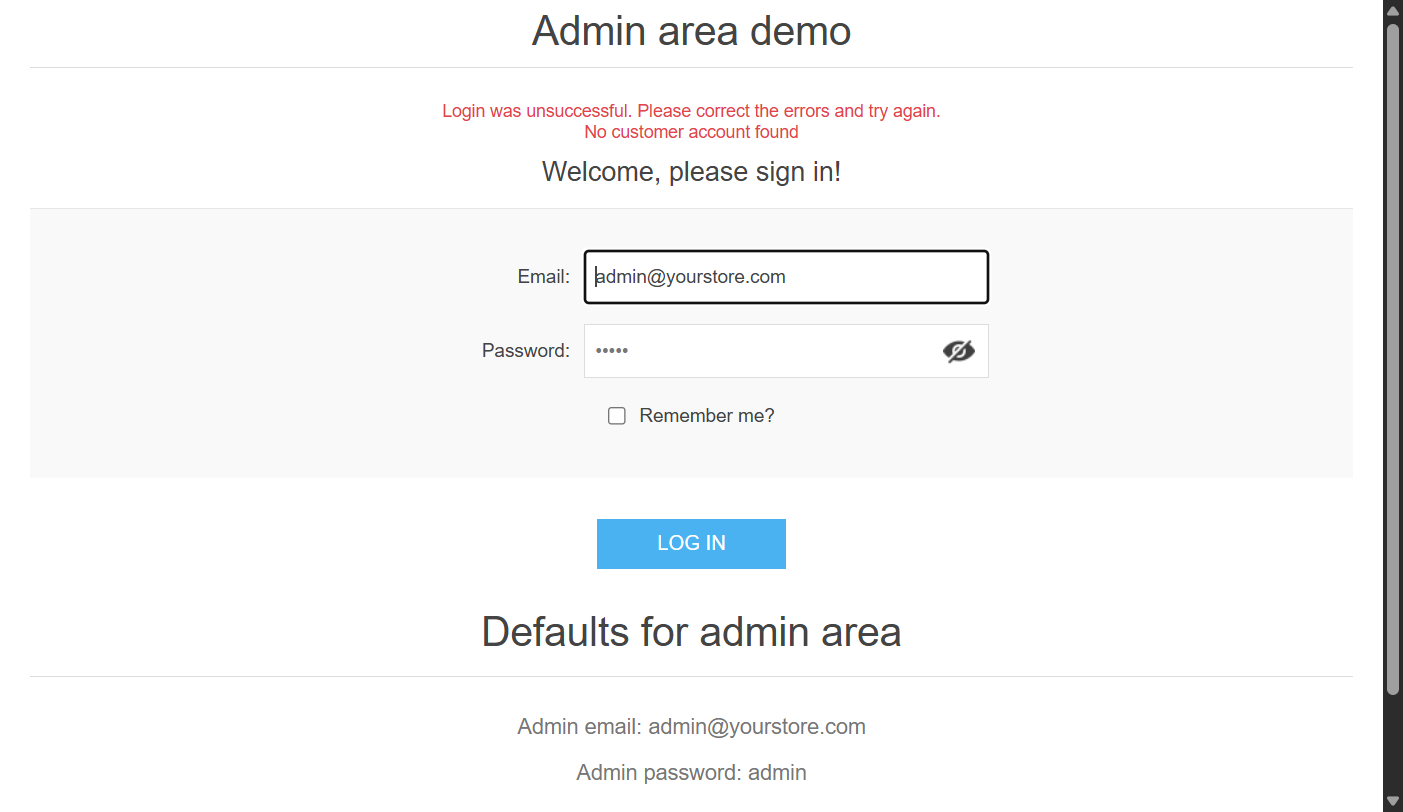 Admin area demo
Login was unsuccessful. Please correct the errors and try again.
No customer account found
Welcome, please sign in!
Email: admin@yourstore.com
Password: •••••
Remember me?
LOG IN
Defaults for admin area
Admin email: admin@yourstore.com
Admin password: admin